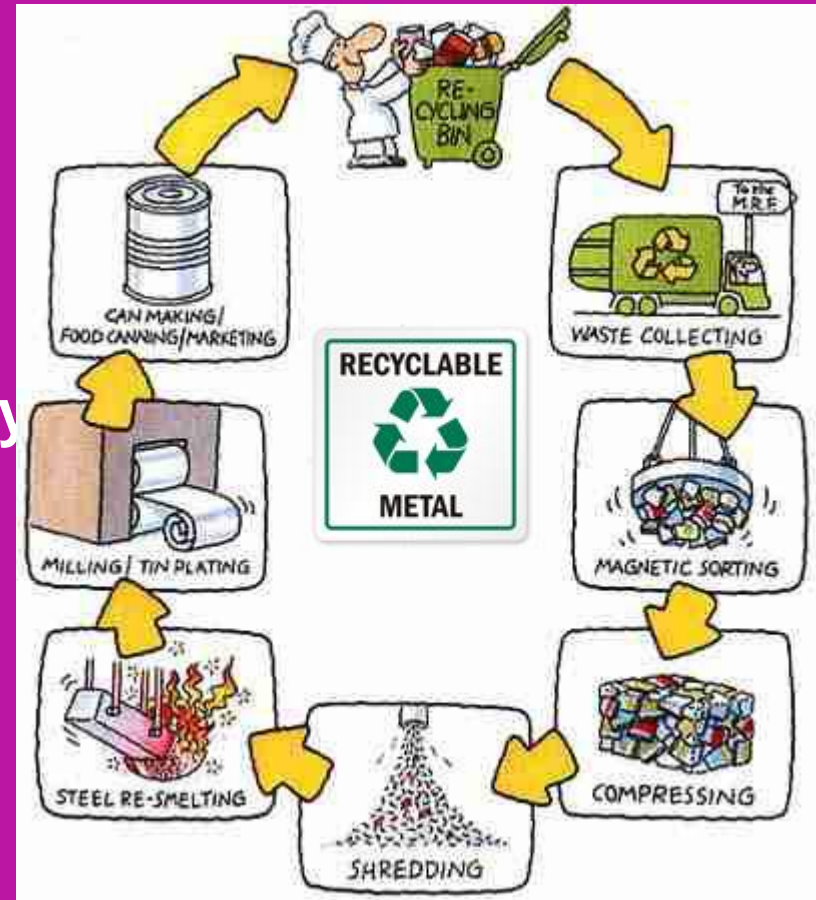 RE-
CYCLING
BIN
To the
M.R.F.
WASTE COLLECTING
MAGNETIC SORTING
COMPRESSING
SHREDDING
STEEL RE-SMELTING
MILLING/ TIN PLATING
CAN MAKING/
FOOD CANNING/MARKETING
RECYCLABLE
METAL
y